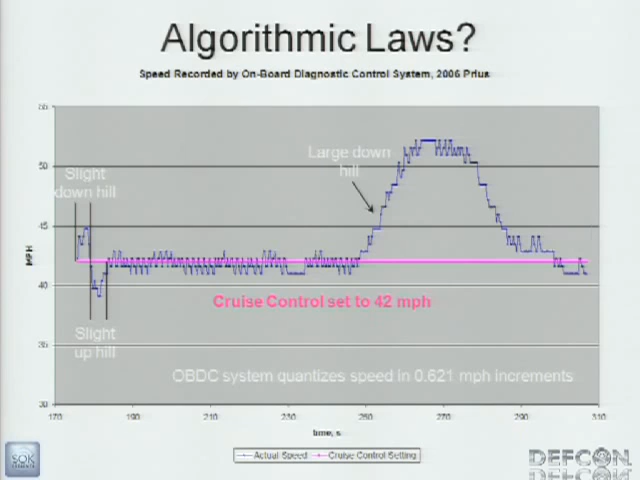 Algorithmic Laws?
Speed Recorded by On-Board Diagnostic Control System, 2006 Prius
55
50
45
40
35
30
MPH
Slight
down hill
Large down
hill
Cruise Control set to 42 mph
Slight
up hill
OBDC system quantizes speed in 0.621 mph increments
170
190
210
230
250
270
290
310
time, s
Actual Speed
Cruise Control Setting
SOK
DEFCON